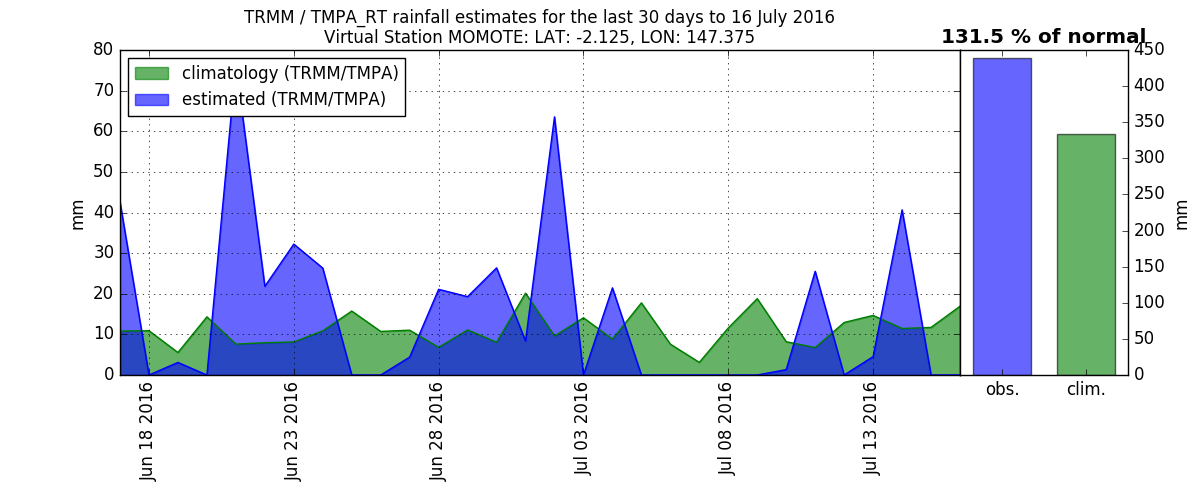 TRMM / TMPA_RT rainfall estimates for the last 30 days to 16 July 2016
Virtual Station MOMOTE: LAT: -2.125, LON: 147.375
131.5 % of normal
climatology (TRMM/TMPA)
estimated (TRMM/TMPA)
mm
80
70
60
50
40
30
20
10
0
Jun 18 2016
Jun 23 2016
Jun 28 2016
Jul 03 2016
Jul 08 2016
Jul 13 2016
obs.
clim.
450
400
350
300
250
200
150
100
50
0
mm